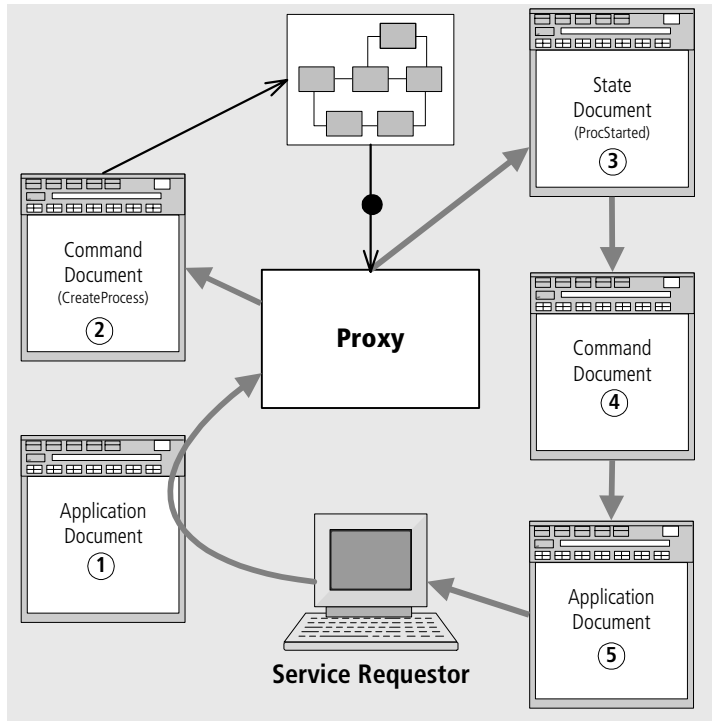 State
Document
(ProcStarted)
3
Command
Document
(CreateProcess)
2
Proxy
Command
Document
4
Application
Document
1
Application
Document
5
Service Requestor